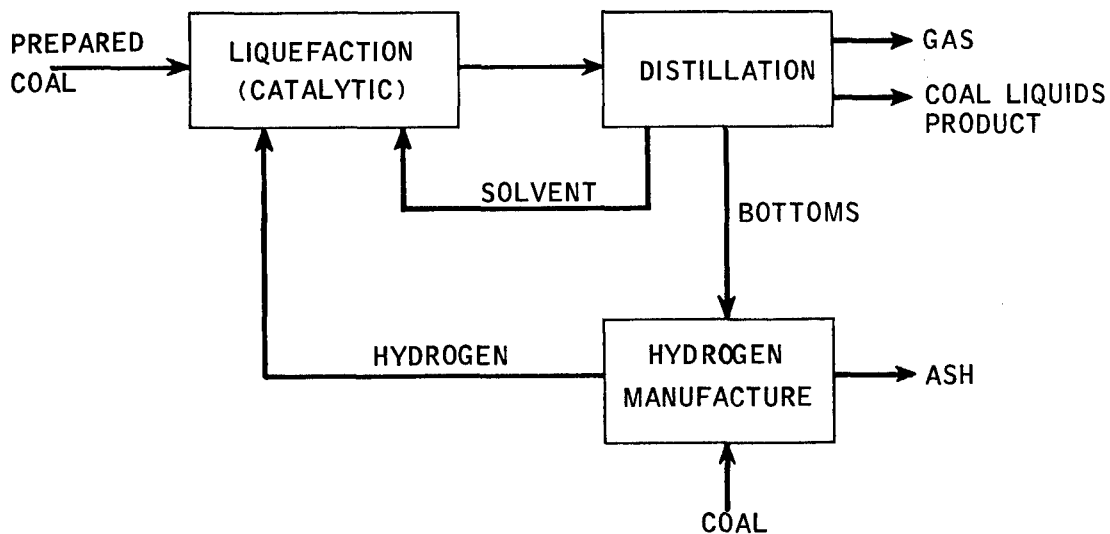 PREPARED
COAL
LIQUEFACTION
(CATALYTIC)
DISTILLATION
GAS
COAL LIQUIDS
PRODUCT
SOLVENT
BOTTOMS
HYDROGEN
HYDROGEN
MANUFACTURE
ASH
COAL